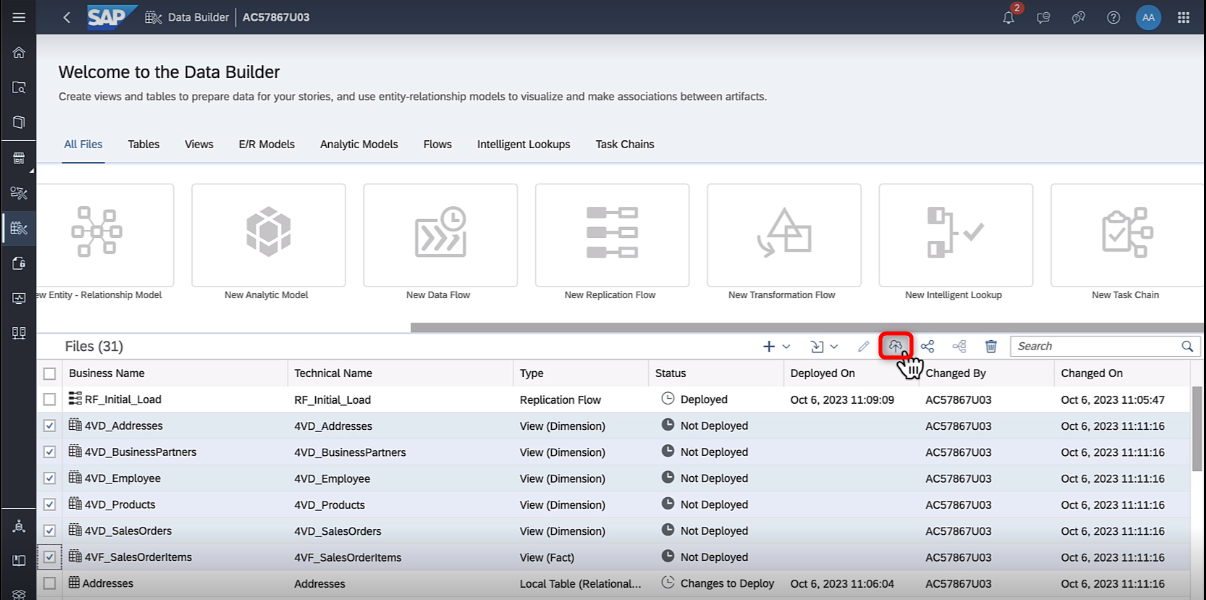 SAP Data Builder AC57867U03 2 AA
Welcome to the Data Builder
Create views and tables to prepare data for your stories, and use entity-relationship models to visualize and make associations between artifacts.
All Files Tables Views E/R Models Analytic Models Flows Intelligent Lookups Task Chains
ew Entity - Relationship Model New Analytic Model New Data Flow New Replication Flow New Transformation Flow New Intelligent Lookup New Task Chain
Files (31) Search
Business Name Technical Name Type Status Deployed On Changed By Changed On
RF_Initial_Load RF_Initial_Load Replication Flow Deployed Oct 6, 2023 11:09:09 AC57867U03 Oct 6, 2023 11:05:47
4VD_Addresses 4VD_Addresses View (Dimension) Not Deployed AC57867U03 Oct 6, 2023 11:11:16
4VD_BusinessPartners 4VD_BusinessPartners View (Dimension) Not Deployed AC57867U03 Oct 6, 2023 11:11:16
4VD_Employee 4VD_Employee View (Dimension) Not Deployed AC57867U03 Oct 6, 2023 11:11:16
4VD_Products 4VD_Products View (Dimension) Not Deployed AC57867U03 Oct 6, 2023 11:11:16
4VD_SalesOrders 4VD_SalesOrders View (Dimension) Not Deployed AC57867U03 Oct 6, 2023 11:11:16
4VF_SalesOrderItems 4VF_SalesOrderItems View (Fact) Not Deployed AC57867U03 Oct 6, 2023 11:11:16
Addresses Addresses Local Table (Relational... Changes to Deploy Oct 6, 2023 11:06:04 AC57867U03 Oct 6, 2023 11:11:16